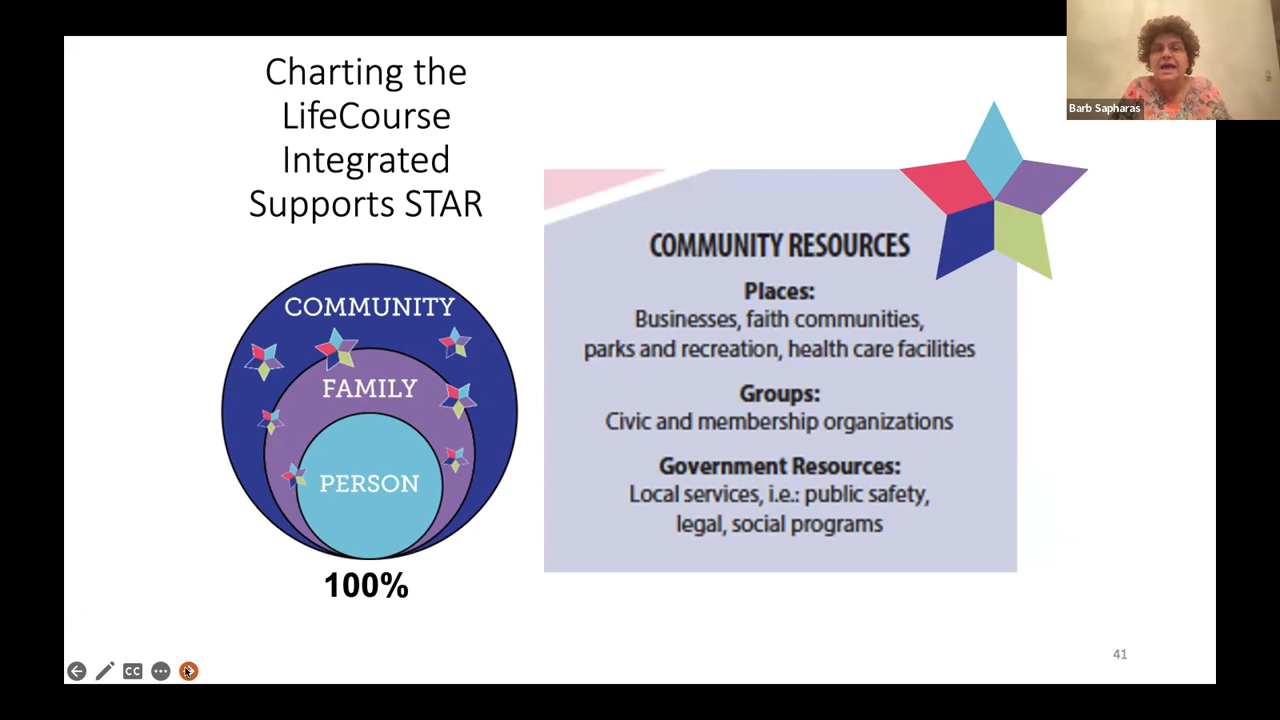 Charting the
LifeCourse
Integrated
Supports STAR
Barb Sapharas
COMMUNITY
FAMILY
PERSON
100%
COMMUNITY RESOURCES
Places:
Businesses, faith communities,
parks and recreation, health care facilities
Groups:
Civic and membership organizations
Government Resources:
Local services, i.e.: public safety,
legal, social programs
CC
41